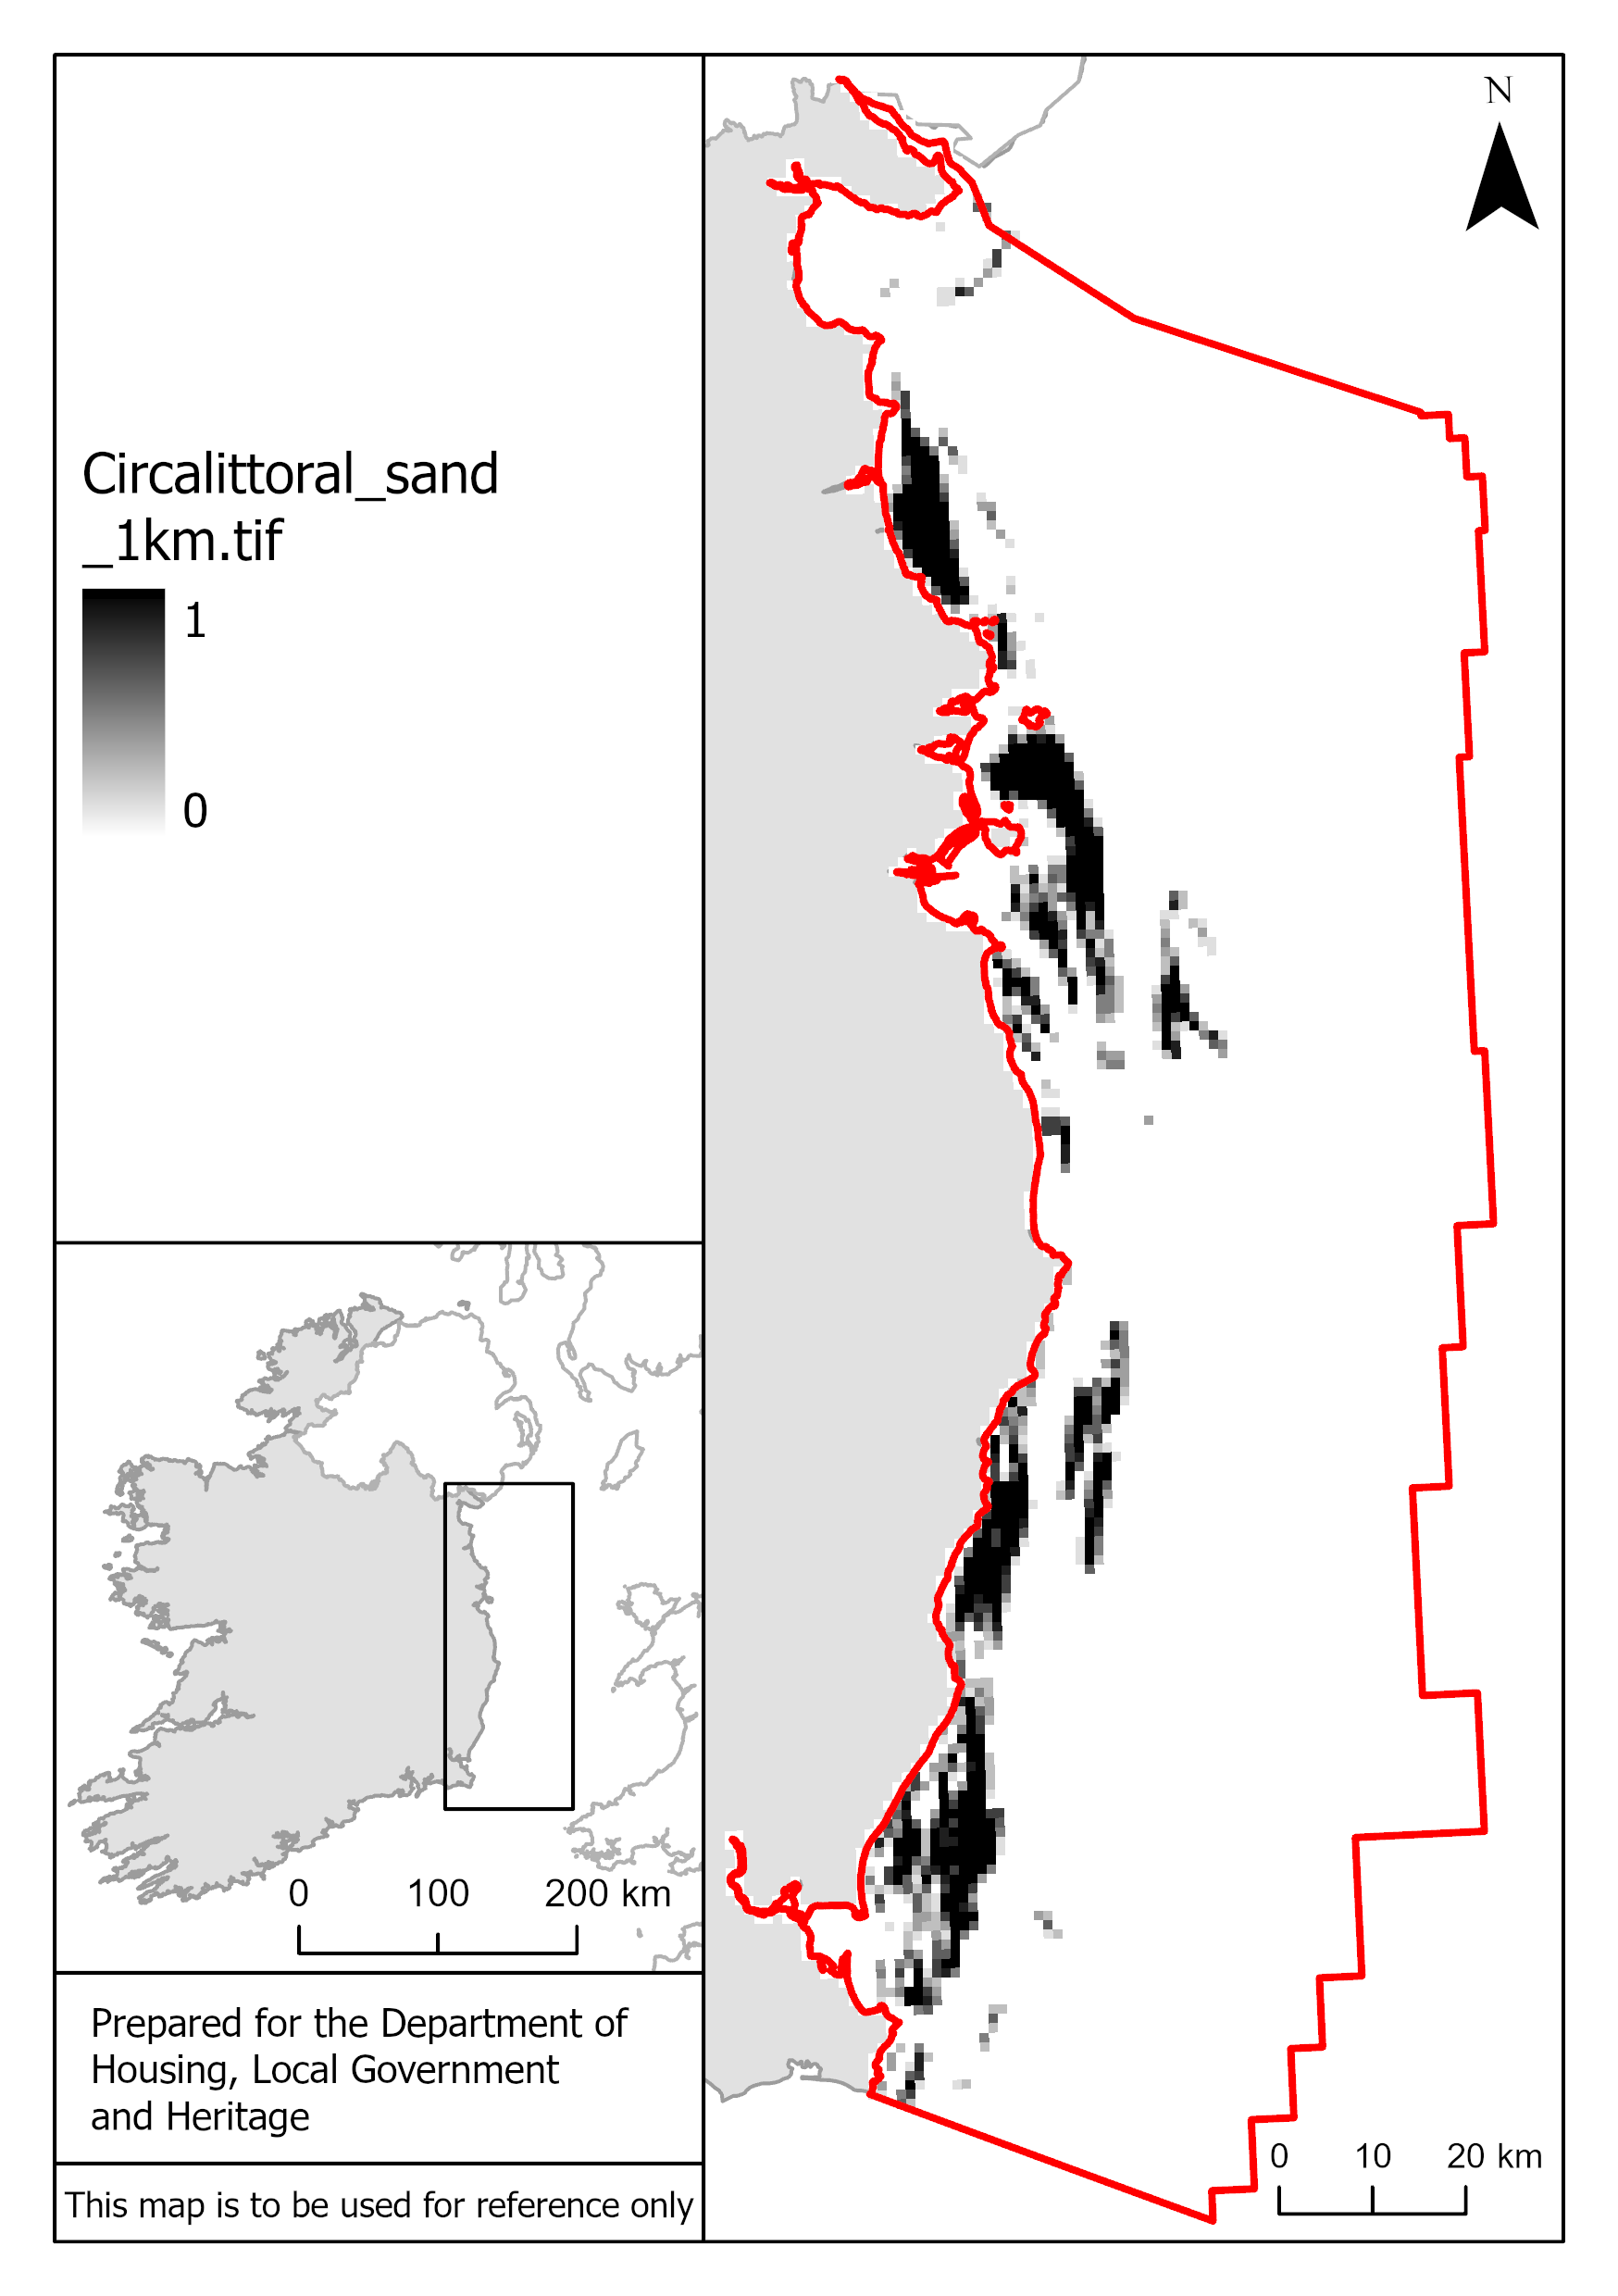 N
Circalittoral_sand
_1km.tif
1
0
0 100 200 km
Prepared for the Department of
Housing, Local Government
and Heritage
This map is to be used for reference only
0 10 20 km